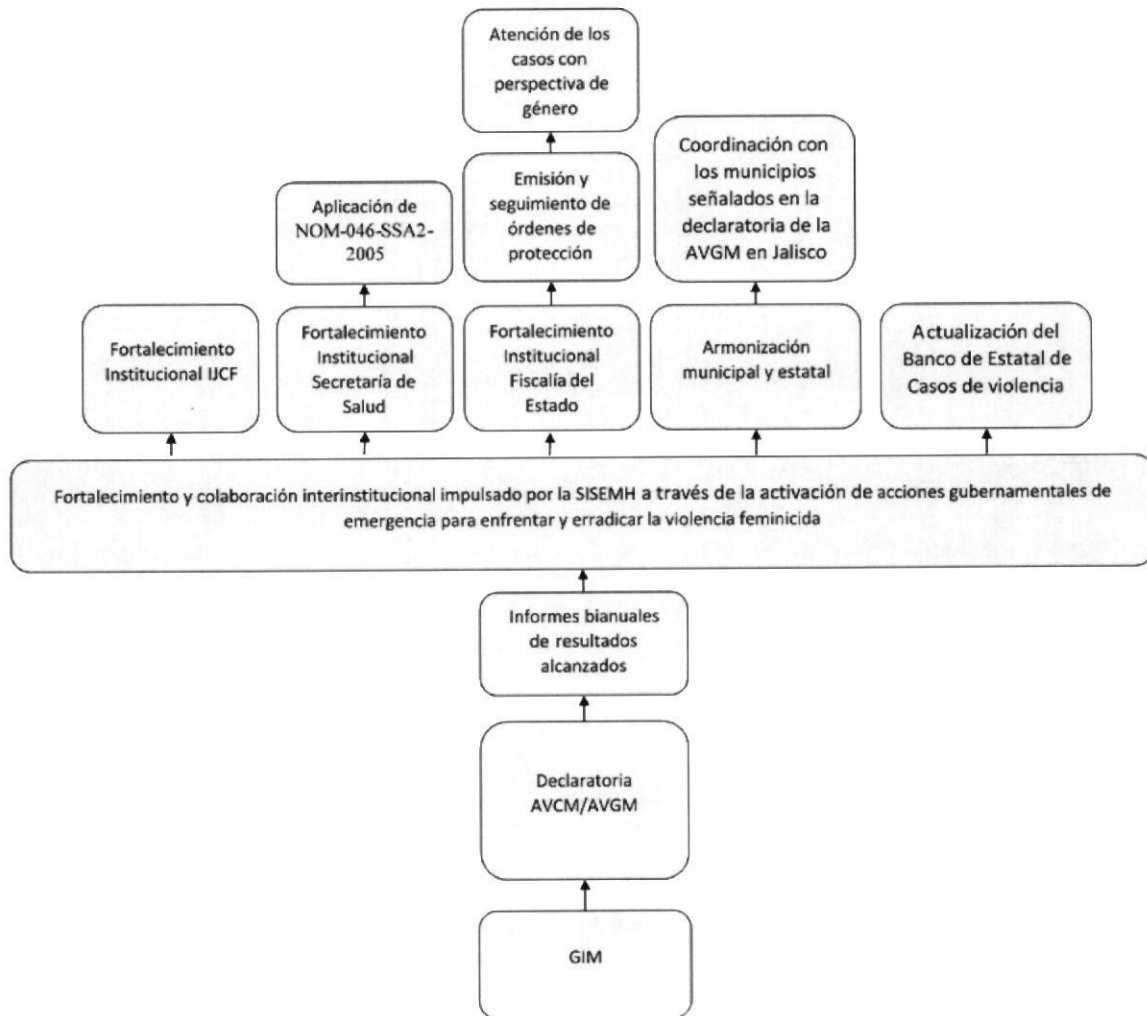 Atención de los
casos con
perspectiva de
género
Coordinación con
los municipios
señalados en la
declaratoria de la
AVGM en Jalisco
Emisión y
seguimiento de
órdenes de
protección
Aplicación de
NOM-046-SSA2-
2005
Fortalecimiento
Institucional IJCF
Fortalecimiento
Institucional
Secretaría de
Salud
Fortalecimiento
Institucional
Fiscalía del
Estado
Armonización
municipal y estatal
Actualización del
Banco de Estatal de
Casos de violencia
Fortalecimiento y colaboración interinstitucional impulsado por la SISEMH a través de la activación de acciones gubernamentales de
emergencia para enfrentar y erradicar la violencia feminicida
Informes bianuales
de resultados
alcanzados
Declaratoria
AVCM/AVGM
GIM